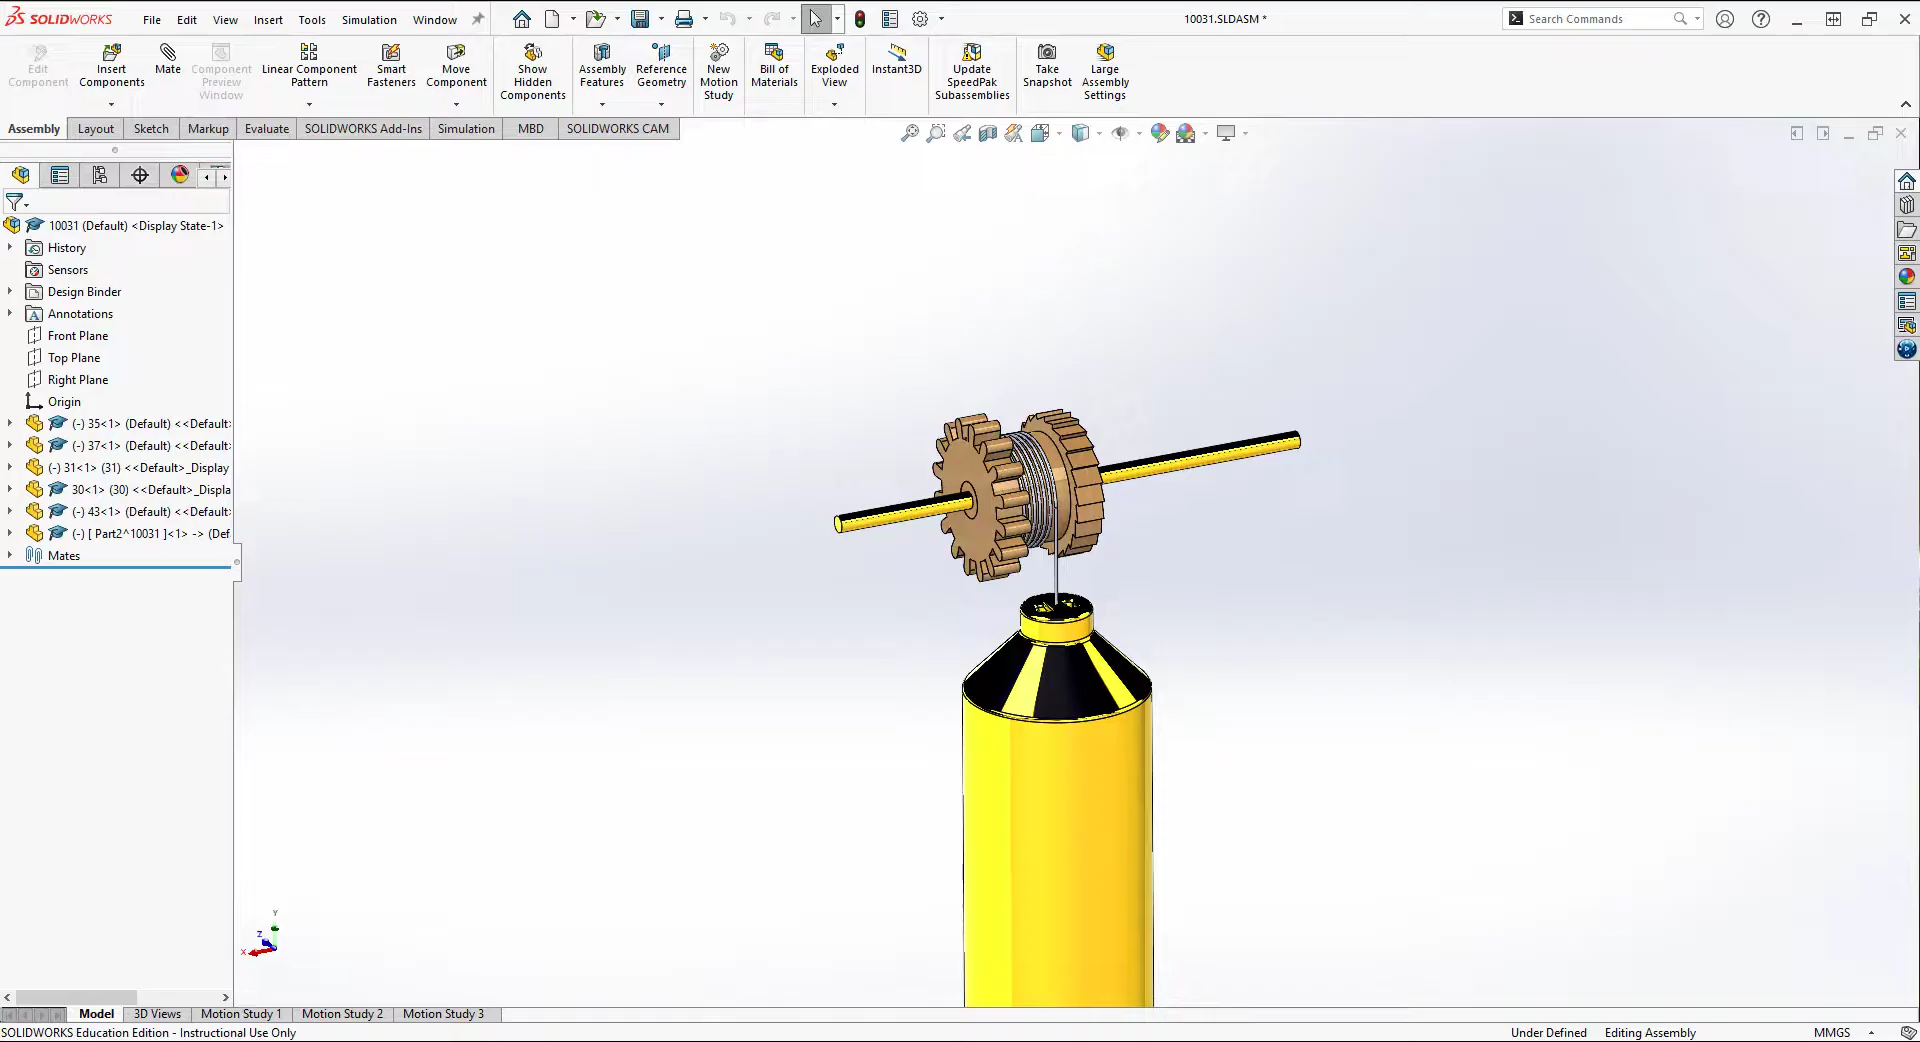 SOLIDWORKS File Edit View Insert Tools Simulation Window 10031.SLDASM * Search Commands
Edit Component
Insert Components
Mate
Component Preview Window
Linear Component Pattern
Smart Fasteners
Move Component
Show Hidden Components
Assembly Features
Reference Geometry
New Motion Study
Bill of Materials
Exploded View
Instant3D
Update SpeedPak Subassemblies
Take Snapshot
Large Assembly Settings
Assembly Layout Sketch Markup Evaluate SOLIDWORKS Add-Ins Simulation MBD SOLIDWORKS CAM
10031 (Default) <Display State-1>
History
Sensors
Design Binder
A Annotations
Front Plane
Top Plane
Right Plane
Origin
(-) 35<1> (Default) <<Default>
(-) 37<1> (Default) <<Default>
(-) 31<1> (31) <<Default>_Display
30<1> (30) <<Default>_Displa
(-) 43<1> (Default) <<Default>
(-) [ Part2^10031 ]<1> -> (Def
Mates
Y
Z
X
Model 3D Views Motion Study 1 Motion Study 2 Motion Study 3
SOLIDWORKS Education Edition - Instructional Use Only Under Defined Editing Assembly MMGS